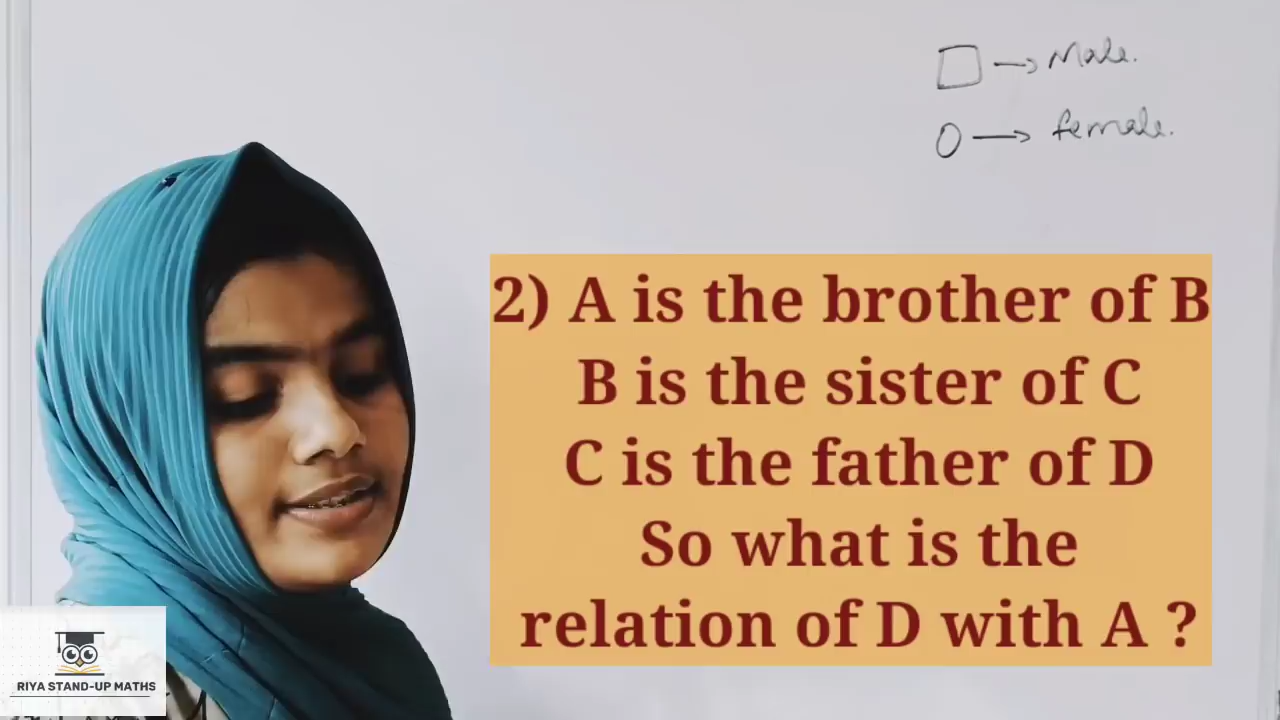 □ → Male.
0 → female.
2) A is the brother of B
B is the sister of C
C is the father of D
So what is the
relation of D with A ?
RIYA STAND-UP MATHS